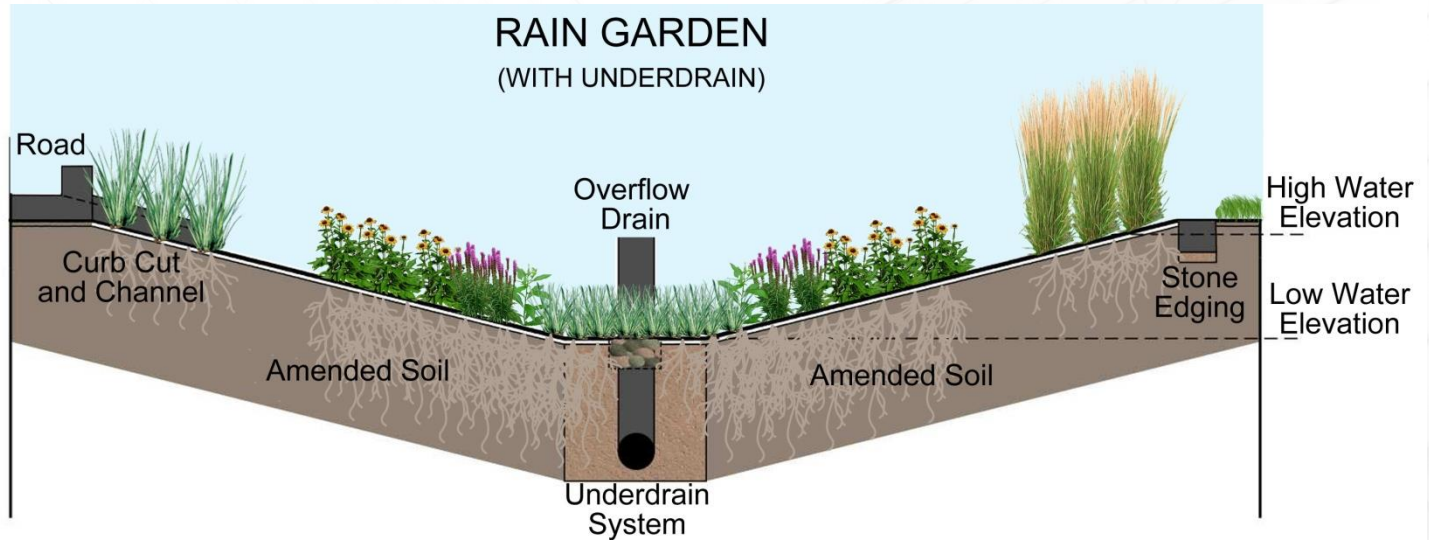 RAIN GARDEN
(WITH UNDERDRAIN)
Road
Overflow
Drain
High Water
Elevation
Curb Cut
and Channel
Stone
Edging
Low Water
Elevation
Amended Soil
Amended Soil
Underdrain
System